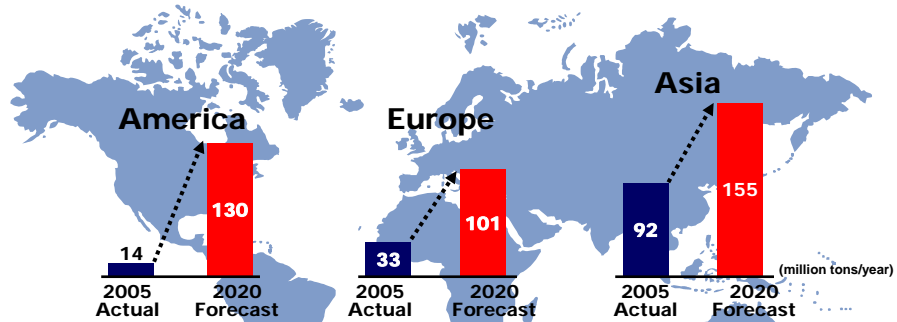 Asia
America
Europe
14
130
33
101
92
155
(million tons/year)
2005
Actual
2020
Forecast
2005
Actual
2020
Forecast
2005
Actual
2020
Forecast